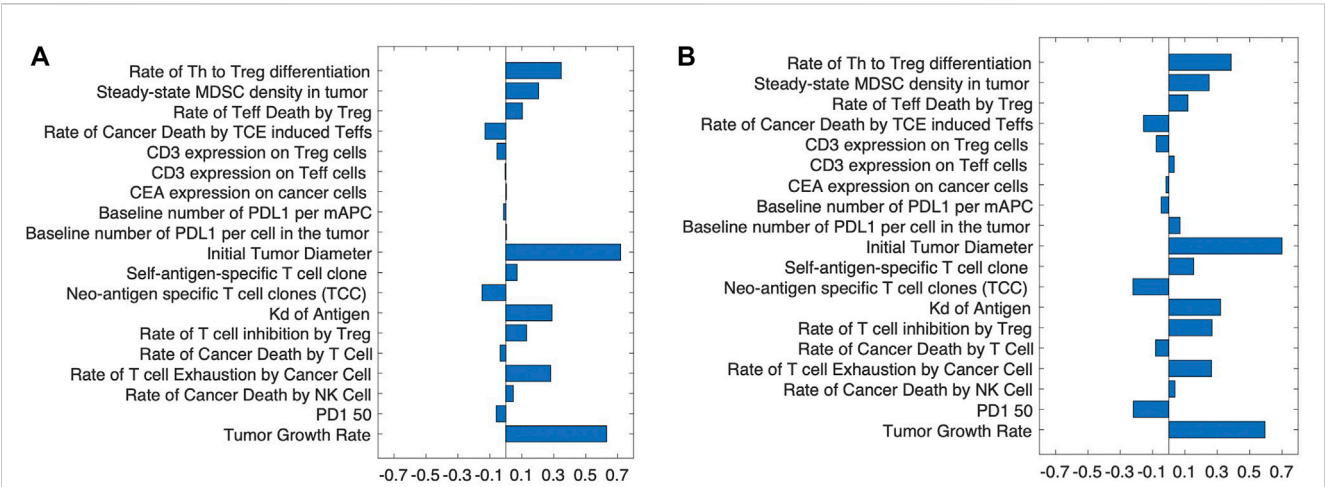 A
Rate of Th to Treg differentiation
Steady-state MDSC density in tumor
Rate of Teff Death by Treg
Rate of Cancer Death by TCE induced Teffs
CD3 expression on Treg cells
CD3 expression on Teff cells
CEA expression on cancer cells
Baseline number of PDL1 per mAPC
Baseline number of PDL1 per cell in the tumor
Initial Tumor Diameter
Self-antigen-specific T cell clone
Neo-antigen specific T cell clones (TCC)
Kd of Antigen
Rate of T cell inhibition by Treg
Rate of Cancer Death by T Cell
Rate of T cell Exhaustion by Cancer Cell
Rate of Cancer Death by NK Cell
PD1 50
Tumor Growth Rate
-0.7 -0.5 -0.3 -0.1 0.1 0.3 0.5 0.7
B
Rate of Th to Treg differentiation
Steady-state MDSC density in tumor
Rate of Teff Death by Treg
Rate of Cancer Death by TCE induced Teffs
CD3 expression on Treg cells
CD3 expression on Teff cells
CEA expression on cancer cells
Baseline number of PDL1 per mAPC
Baseline number of PDL1 per cell in the tumor
Initial Tumor Diameter
Self-antigen-specific T cell clone
Neo-antigen specific T cell clones (TCC)
Kd of Antigen
Rate of T cell inhibition by Treg
Rate of Cancer Death by T Cell
Rate of T cell Exhaustion by Cancer Cell
Rate of Cancer Death by NK Cell
PD1 50
Tumor Growth Rate
-0.7 -0.5 -0.3 -0.1 0.1 0.3 0.5 0.7